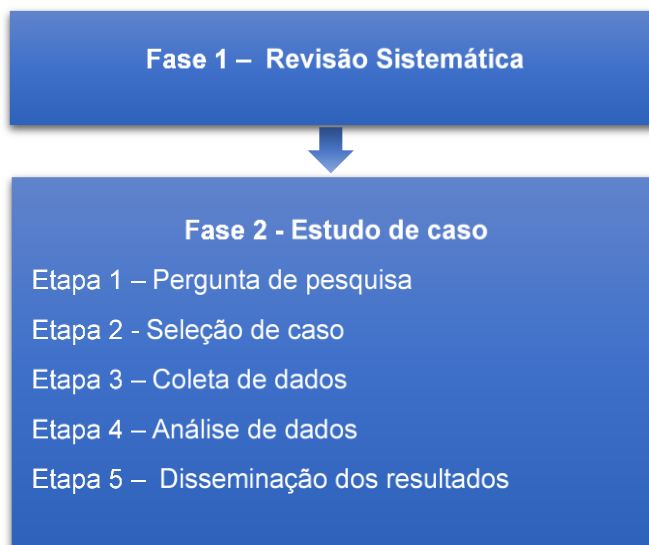 Fase 1 – Revisão Sistemática
Fase 2 - Estudo de caso
Etapa 1 – Pergunta de pesquisa
Etapa 2 - Seleção de caso
Etapa 3 – Coleta de dados
Etapa 4 – Análise de dados
Etapa 5 – Disseminação dos resultados